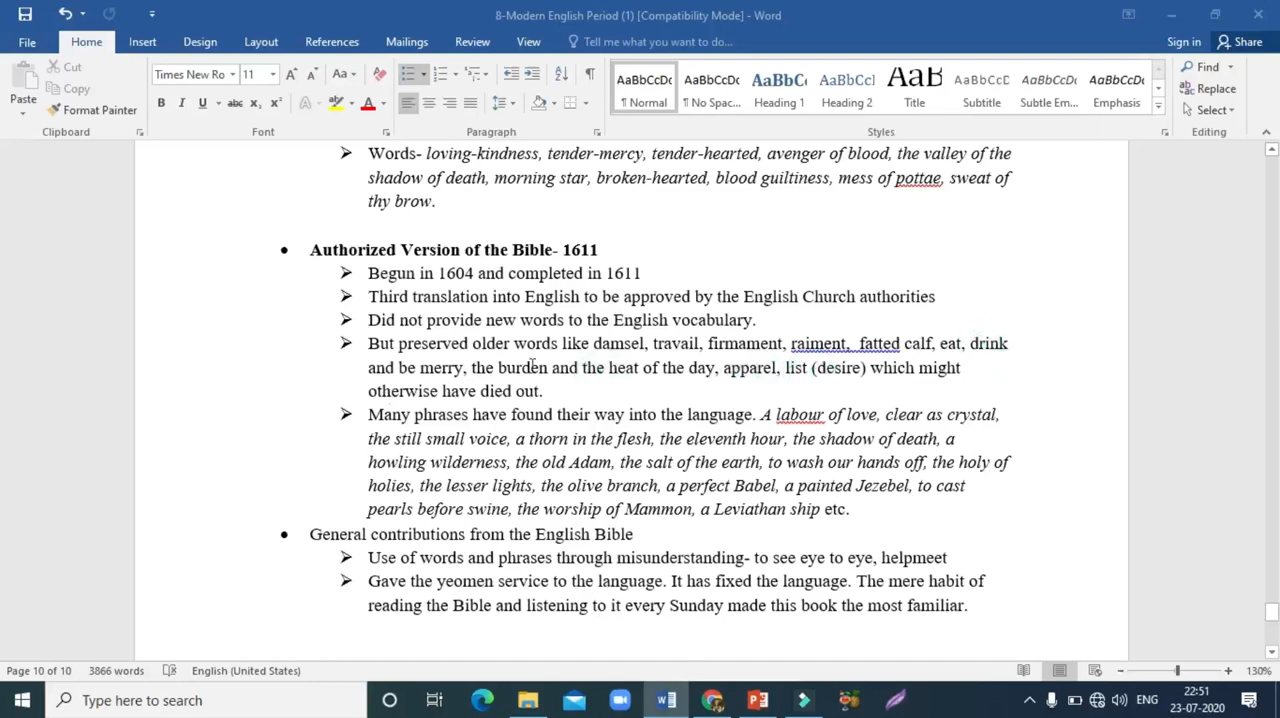 8-Modern English Period (1) [Compatibility Mode] - Word
File Home Insert Design Layout References Mailings Review View Tell me what you want to do... Sign in Share
Cut
Copy
Format Painter
Paste
Times New Ro 11 Aa
B I U abc x₂ x² A A
AaBbCcDc AaBbCcDc AaBbC AaBbCcl AaB AaBbCcD AaBbCcDt AaBbCcDt
¶ Normal ¶ No Spac... Heading 1 Heading 2 Title Subtitle Subtle Em... Emphasis
Find
Replace
Select
Clipboard Font Paragraph Styles Editing
➢ Words- loving-kindness, tender-mercy, tender-hearted, avenger of blood, the valley of the
shadow of death, morning star, broken-hearted, blood guiltiness, mess of pottae, sweat of
thy brow.
• Authorized Version of the Bible- 1611
➢ Begun in 1604 and completed in 1611
➢ Third translation into English to be approved by the English Church authorities
➢ Did not provide new words to the English vocabulary.
➢ But preserved older words like damsel, travail, firmament, raiment, fatted calf, eat, drink
and be merry, the burden and the heat of the day, apparel, list (desire) which might
otherwise have died out.
➢ Many phrases have found their way into the language. A labour of love, clear as crystal,
the still small voice, a thorn in the flesh, the eleventh hour, the shadow of death, a
howling wilderness, the old Adam, the salt of the earth, to wash our hands off, the holy of
holies, the lesser lights, the olive branch, a perfect Babel, a painted Jezebel, to cast
pearls before swine, the worship of Mammon, a Leviathan ship etc.
• General contributions from the English Bible
➢ Use of words and phrases through misunderstanding- to see eye to eye, helpmeet
➢ Gave the yeomen service to the language. It has fixed the language. The mere habit of
reading the Bible and listening to it every Sunday made this book the most familiar.
Page 10 of 10 3866 words English (United States) 130%
Type here to search
ENG
22:51
23-07-2020